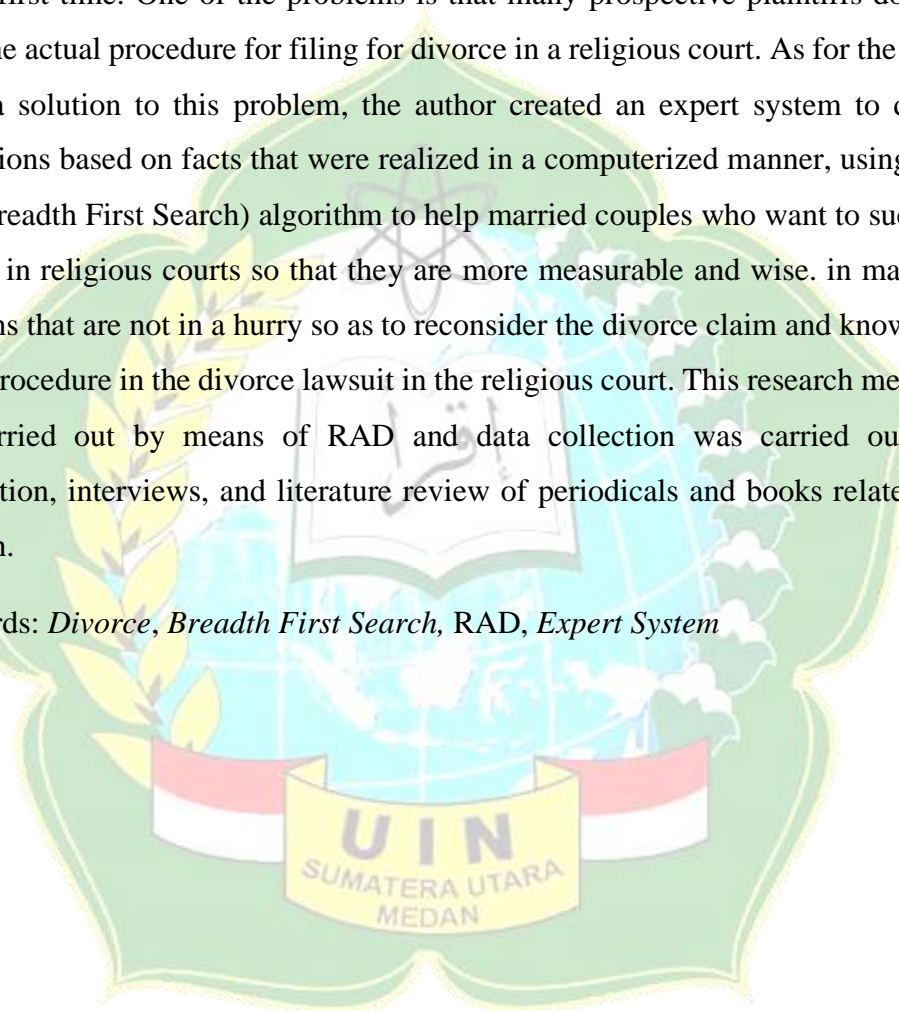 first time. One of the problems is that many prospective plaintiffs do
he actual procedure for filing for divorce in a religious court. As for the
a solution to this problem, the author created an expert system to
ions based on facts that were realized in a computerized manner, using
readth First Search) algorithm to help married couples who want to su
in religious courts so that they are more measurable and wise. in ma
ns that are not in a hurry so as to reconsider the divorce claim and know
rocedure in the divorce lawsuit in the religious court. This research me
rried out by means of RAD and data collection was carried ou
tion, interviews, and literature review of periodicals and books relate
n.
rds: Divorce, Breadth First Search, RAD, Expert System
اقرأ
UIN
SUMATERA UTARA
MEDAN